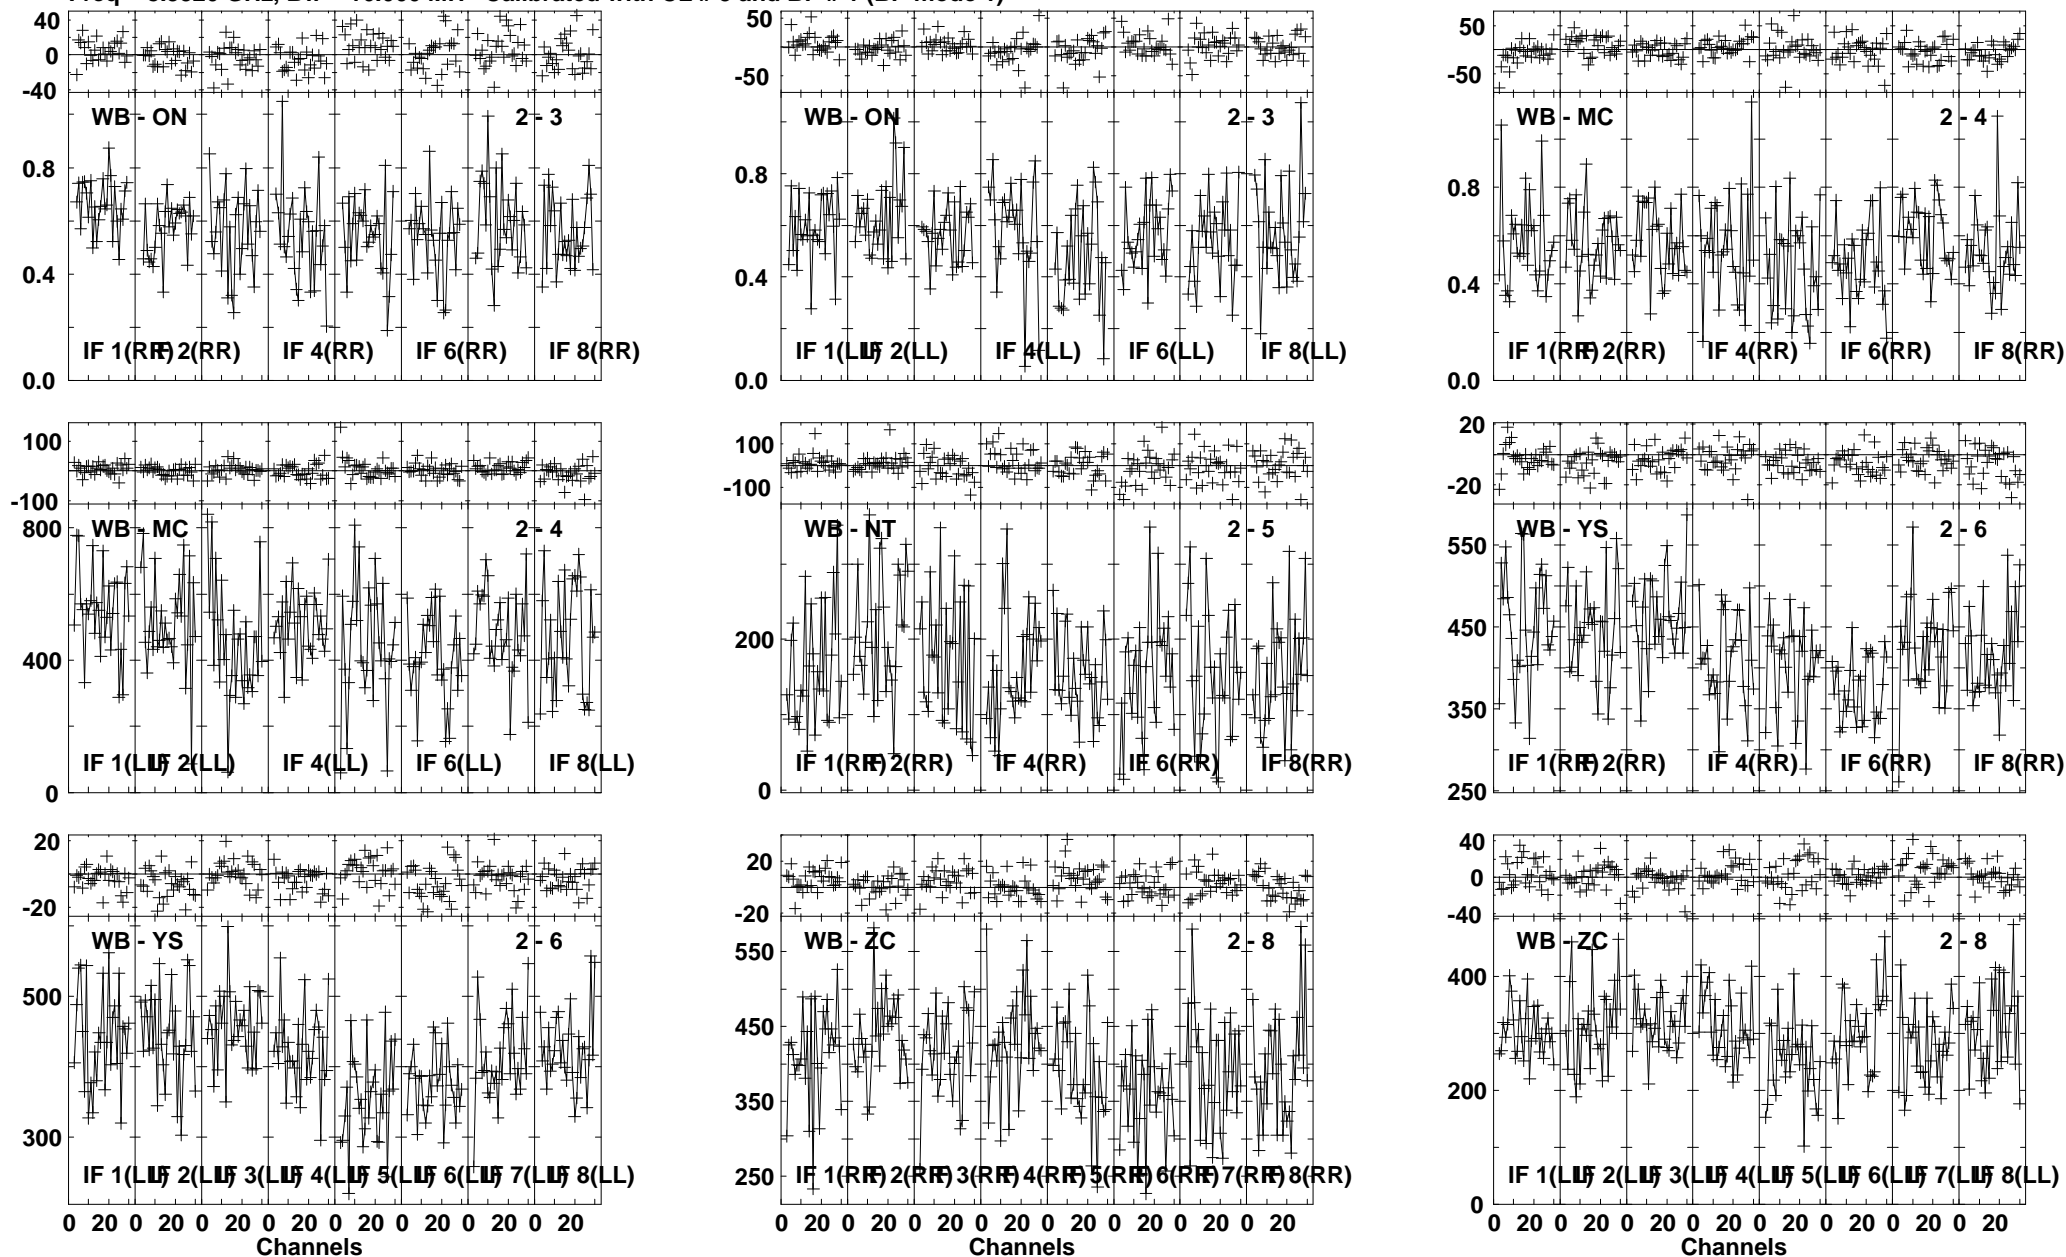 40
0
-40
WB - ON 2 - 3
0.8
0.4
0.0
IF 1(RR) IF 2(RR) IF 4(RR) IF 6(RR) IF 8(RR)
50
-50
WB - ON 2 - 3
0.8
0.4
0.0
IF 1(LL) IF 2(LL) IF 4(LL) IF 6(LL) IF 8(LL)
50
-50
WB - MC 2 - 4
0.8
0.4
0.0
IF 1(RR) IF 2(RR) IF 4(RR) IF 6(RR) IF 8(RR)
100
-100
800
WB - MC 2 - 4
400
0
IF 1(LL) IF 2(LL) IF 4(LL) IF 6(LL) IF 8(LL)
100
-100
WB - NT 2 - 5
200
0
IF 1(RR) IF 2(RR) IF 4(RR) IF 6(RR) IF 8(RR)
20
-20
WB - YS 2 - 6
550
450
350
250
IF 1(RR) IF 2(RR) IF 4(RR) IF 6(RR) IF 8(RR)
20
-20
WB - YS 2 - 6
500
300
IF 1(LL) IF 2(LL) IF 3(LL) IF 4(LL) IF 5(LL) IF 6(LL) IF 7(LL) IF 8(LL)
0 20 0 20 0 20 0 20 0 20 0 20 0 20 0 20
Channels
20
-20
WB - ZC 2 - 8
550
450
350
250
IF 1(RR) IF 2(RR) IF 3(RR) IF 4(RR) IF 5(RR) IF 6(RR) IF 7(RR) IF 8(RR)
0 20 0 20 0 20 0 20 0 20 0 20 0 20 0 20
Channels
40
0
-40
WB - ZC 2 - 8
400
200
0
IF 1(LL) IF 2(LL) IF 3(LL) IF 4(LL) IF 5(LL) IF 6(LL) IF 7(LL) IF 8(LL)
0 20 0 20 0 20 0 20 0 20 0 20 0 20 0 20
Channels